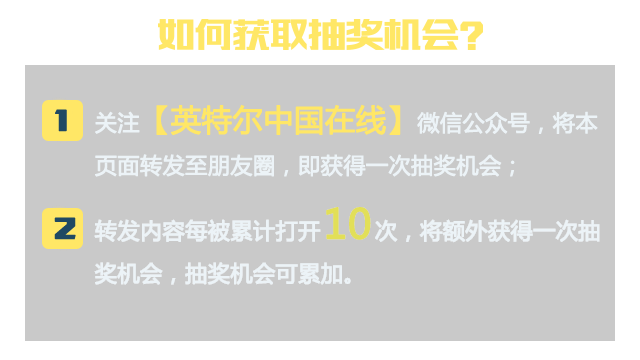 如何获取抽奖机会?
1 关注【英特尔中国在线】微信公众号，将本
页面转发至朋友圈，即获得一次抽奖机会；
2 转发内容每被累计打开10次，将额外获得一次抽
奖机会，抽奖机会可累加。